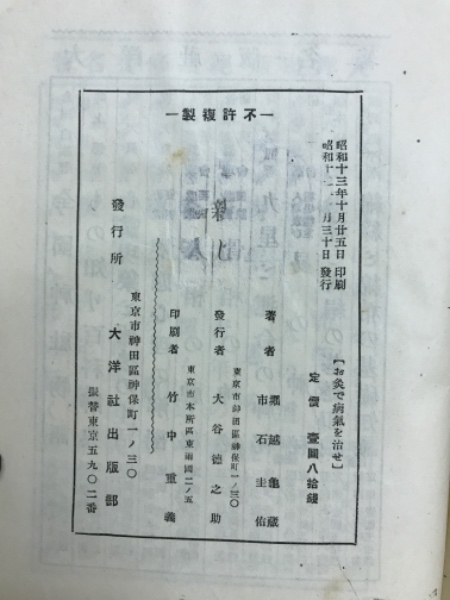 不許複製
昭和十三年十月廿五日印刷
昭和十三年十月三十日發行
【お灸で病氣を治せ】
定價 壹圓八拾錢
著者 堀越亀蔵
市石圭佑
東京市神田區神保町一ノ三〇
發行者 大谷德之助
東京市本所區東兩國二ノ五
印刷者 竹中重義
東京市神田區神保町一ノ三〇
發行所 大洋社出版部
振替東京五九〇二番